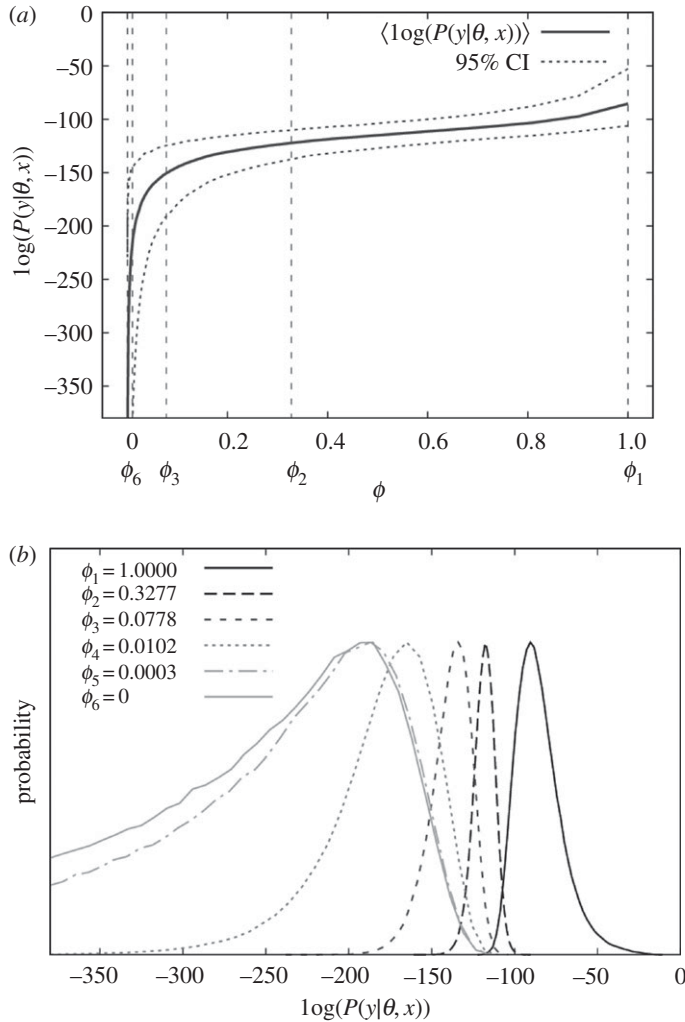 (a)
0
−50
−100
−150
−200
−250
−300
−350
log(P(y|θ, x))
⟨log(P(y|θ, x))⟩
95% CI
0 0.2 0.4 0.6 0.8 1.0
ϕ6 ϕ3 ϕ2 ϕ ϕ1
(b)
ϕ1 = 1.0000
ϕ2 = 0.3277
ϕ3 = 0.0778
ϕ4 = 0.0102
ϕ5 = 0.0003
ϕ6 = 0
probability
−350 −300 −250 −200 −150 −100 −50 0
log(P(y|θ, x))